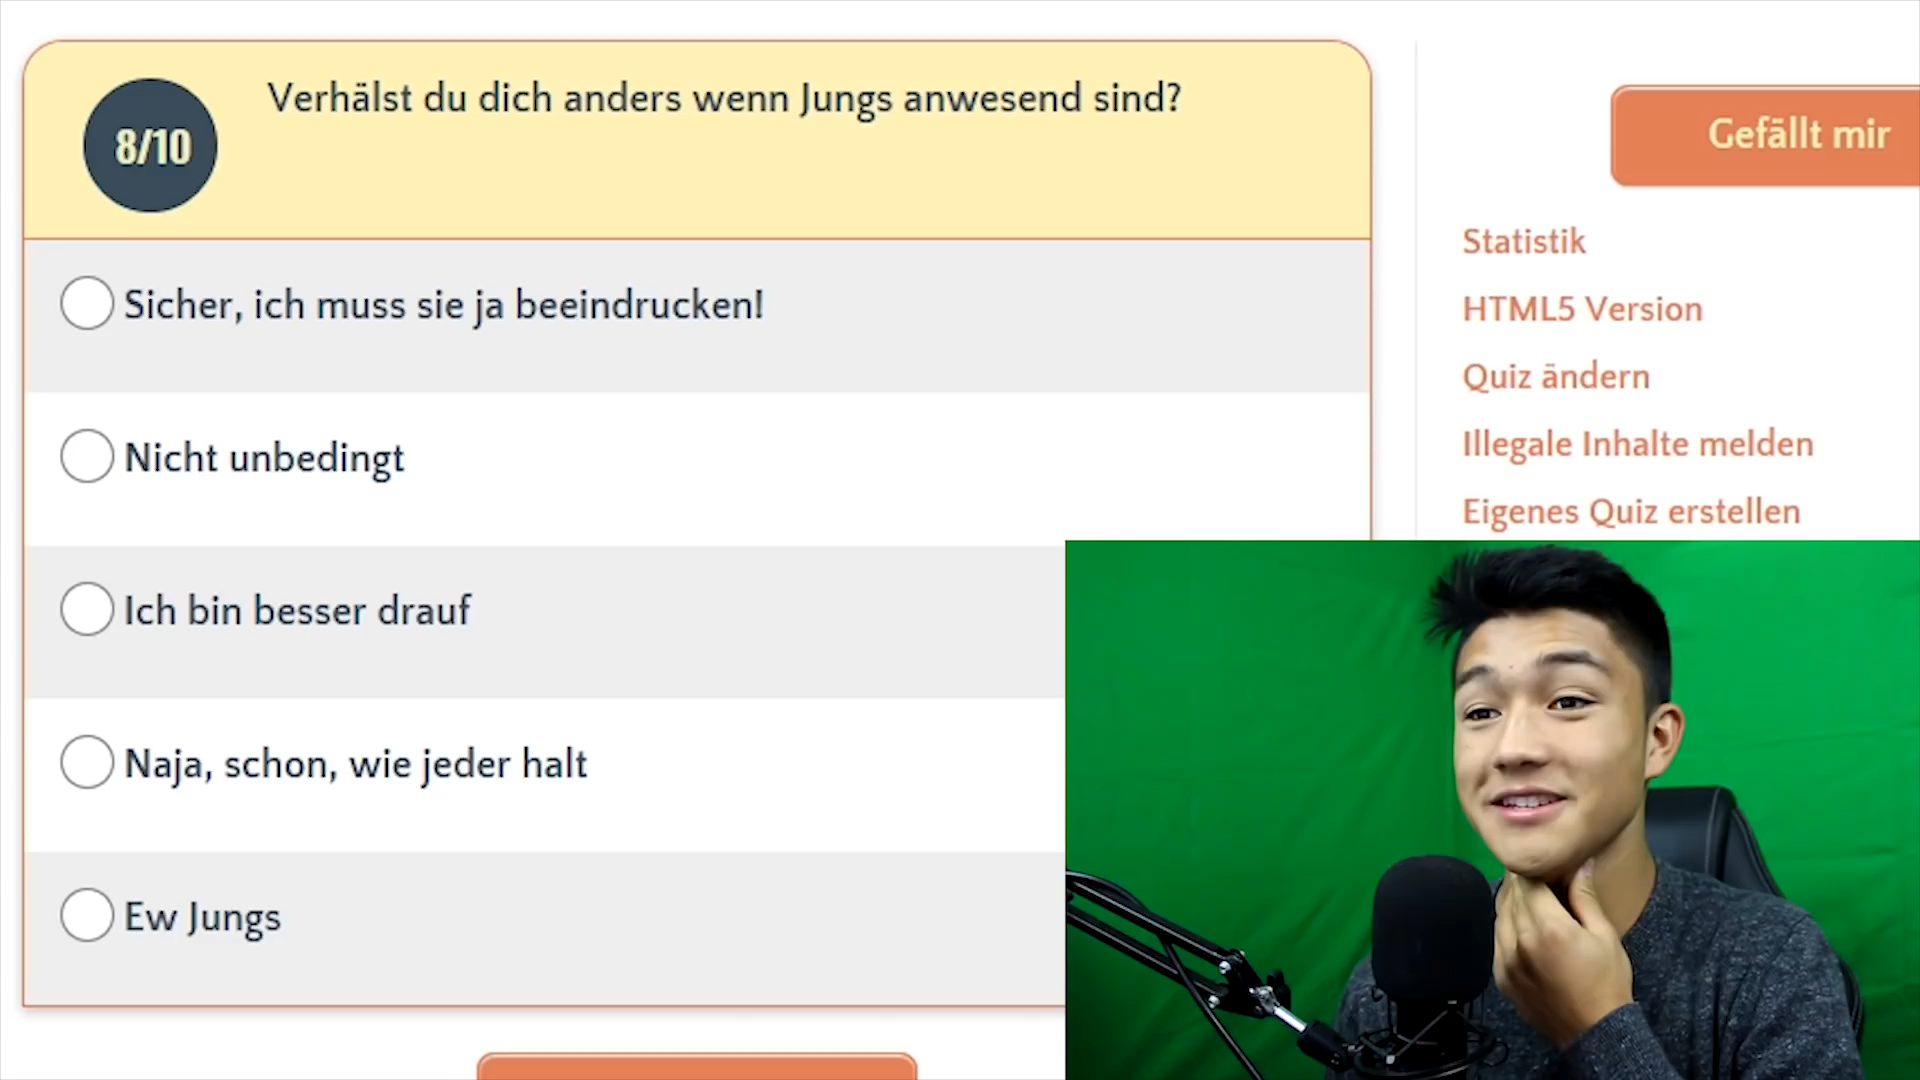 8/10
Verhälst du dich anders wenn Jungs anwesend sind?
Sicher, ich muss sie ja beeindrucken!
Nicht unbedingt
Ich bin besser drauf
Naja, schon, wie jeder halt
Ew Jungs
Gefällt mir
Statistik
HTML5 Version
Quiz ändern
Illegale Inhalte melden
Eigenes Quiz erstellen